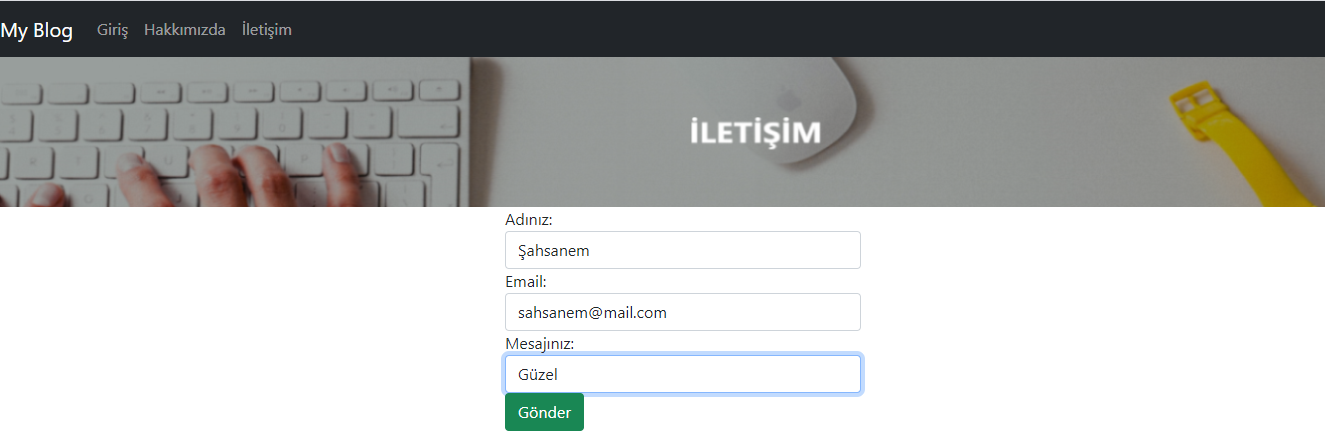 My Blog Giriş Hakkımızda İletişim
İLETİŞİM
Adınız:
Şahsanem
Email:
sahsanem@mail.com
Mesajınız:
Güzel
Gönder